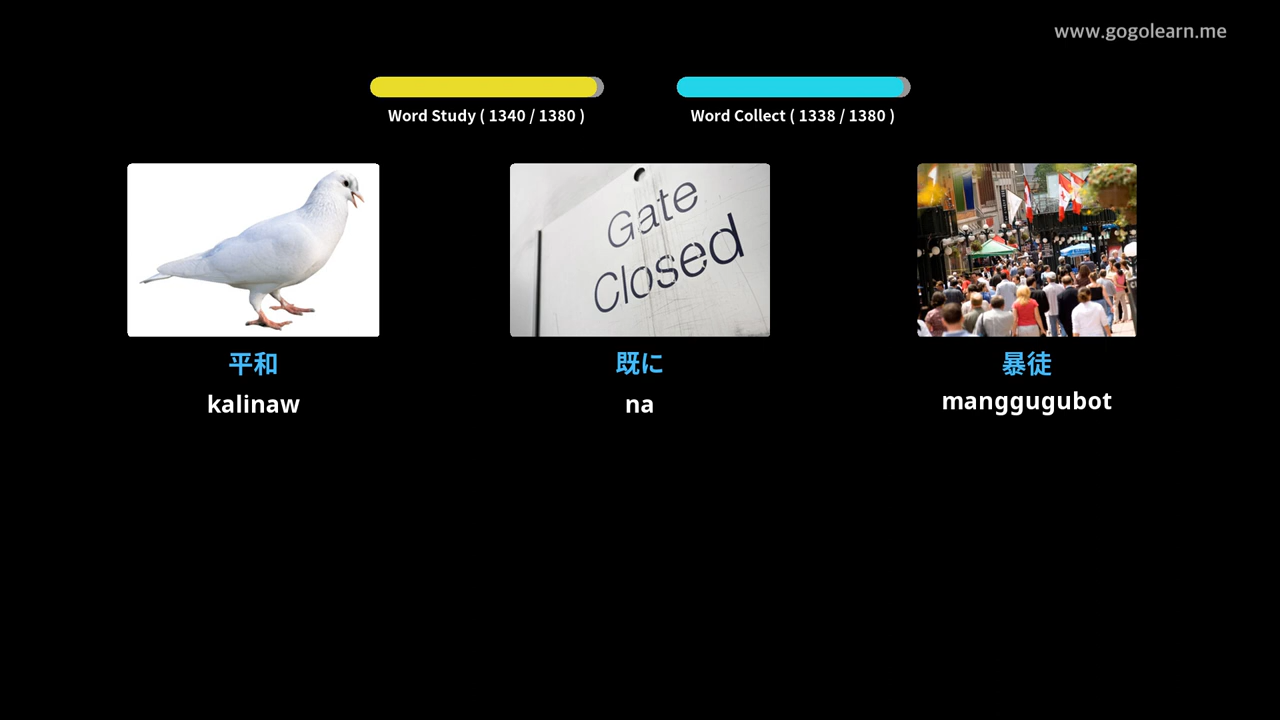 www.gogolearn.me
Word Study ( 1340 / 1380 )
Word Collect ( 1338 / 1380 )
Gate
Closed
平和
既に
暴徒
kalinaw
na
manggugubot